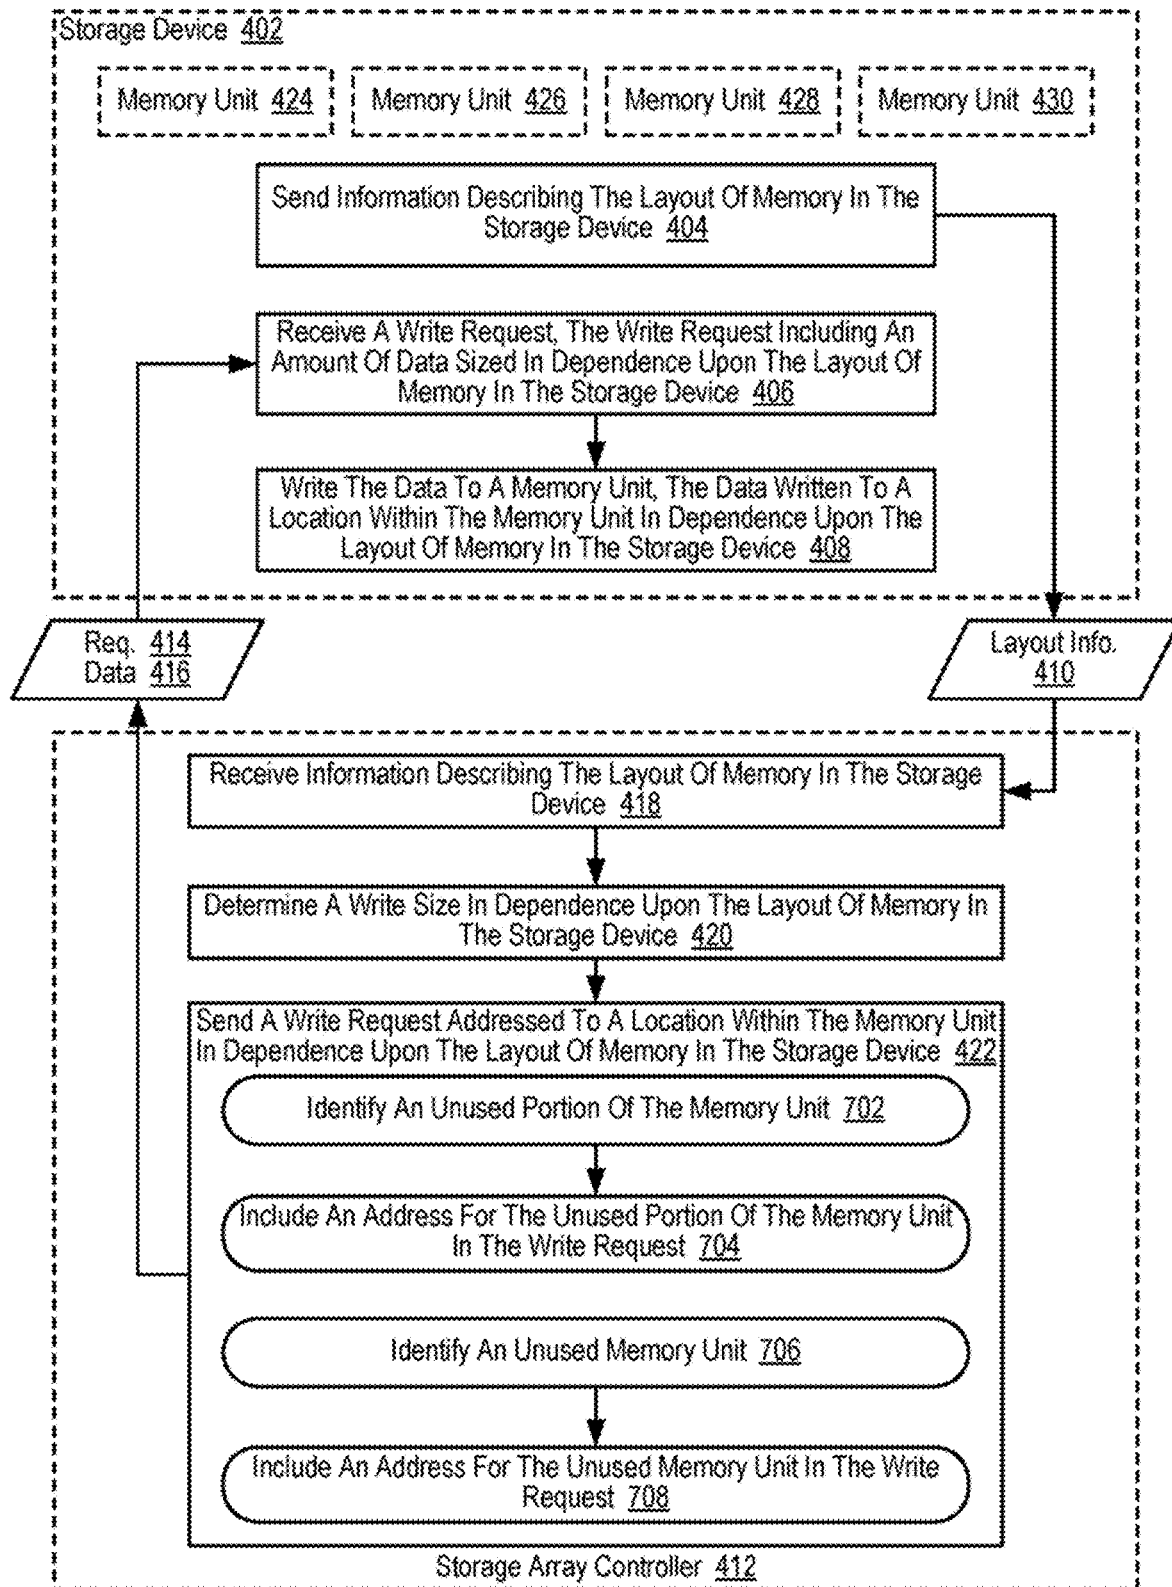 Storage Device 402
Memory Unit 424
Memory Unit 426
Memory Unit 428
Memory Unit 430
Send Information Describing The Layout Of Memory In The
Storage Device 404
Receive A Write Request, The Write Request Including An
Amount Of Data Sized In Dependence Upon The Layout Of
Memory In The Storage Device 406
Write The Data To A Memory Unit, The Data Written To A
Location Within The Memory Unit In Dependence Upon The
Layout Of Memory In The Storage Device 408
Req. 414
Data 416
Layout Info.
410
Receive Information Describing The Layout Of Memory In The Storage
Device 418
Determine A Write Size In Dependence Upon The Layout Of Memory In
The Storage Device 420
Send A Write Request Addressed To A Location Within The Memory Unit
In Dependence Upon The Layout Of Memory In The Storage Device 422
Identify An Unused Portion Of The Memory Unit 702
Include An Address For The Unused Portion Of The Memory Unit
In The Write Request 704
Identify An Unused Memory Unit 706
Include An Address For The Unused Memory Unit In The Write
Request 708
Storage Array Controller 412